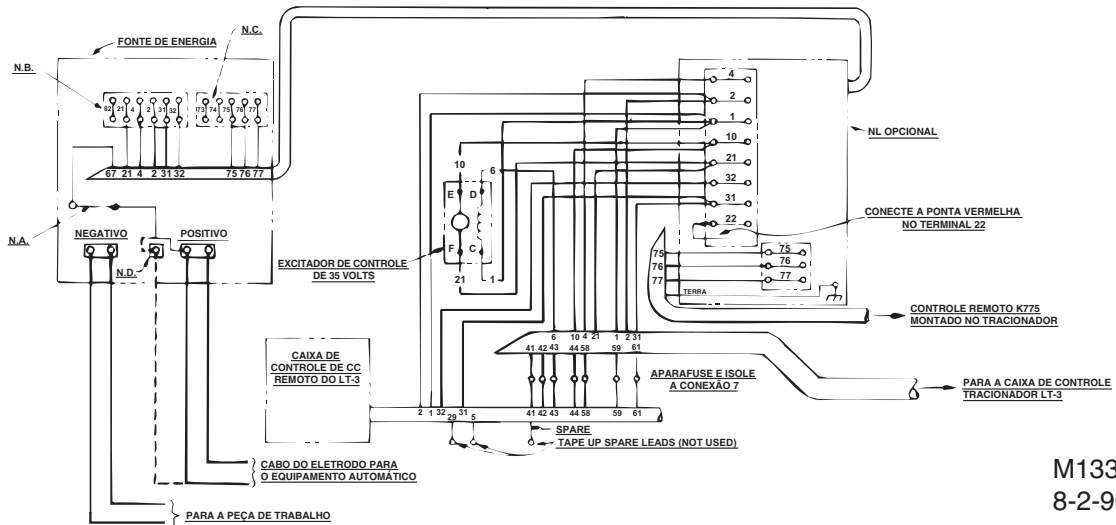 FONTE DE ENERGIA
N.C.
N.B.
82 21 4 2 31 32
73 74 75 76 77
67 21 4 2 31 32 75 76 77
N.A.
NEGATIVO
POSITIVO
N.D.
10
6
E D
F C
21
1
EXCITADOR DE CONTROLE
DE 35 VOLTS
4
2
1
10
21
32
31
22
NL OPCIONAL
CONECTE A PONTA VERMELHA
NO TERMINAL 22
75 75
76 76
77 77
TERRA
CONTROLE REMOTO K775
MONTADO NO TRACIONADOR
6 10 4 21 1 2 31
41 42 43 44 58 59 61
CAIXA DE
CONTROLE DE CC
REMOTO DO LT-3
APARAFUSE E ISOLE
A CONEXÃO 7
PARA A CAIXA DE CONTROLE
TRACIONADOR LT-3
2 1 32 31 41 42 43 44 58 59 61
29 5
SPARE
TAPE UP SPARE LEADS (NOT USED)
CABO DO ELETRODO PARA
O EQUIPAMENTO AUTOMÁTICO
PARA A PEÇA DE TRABALHO
M133